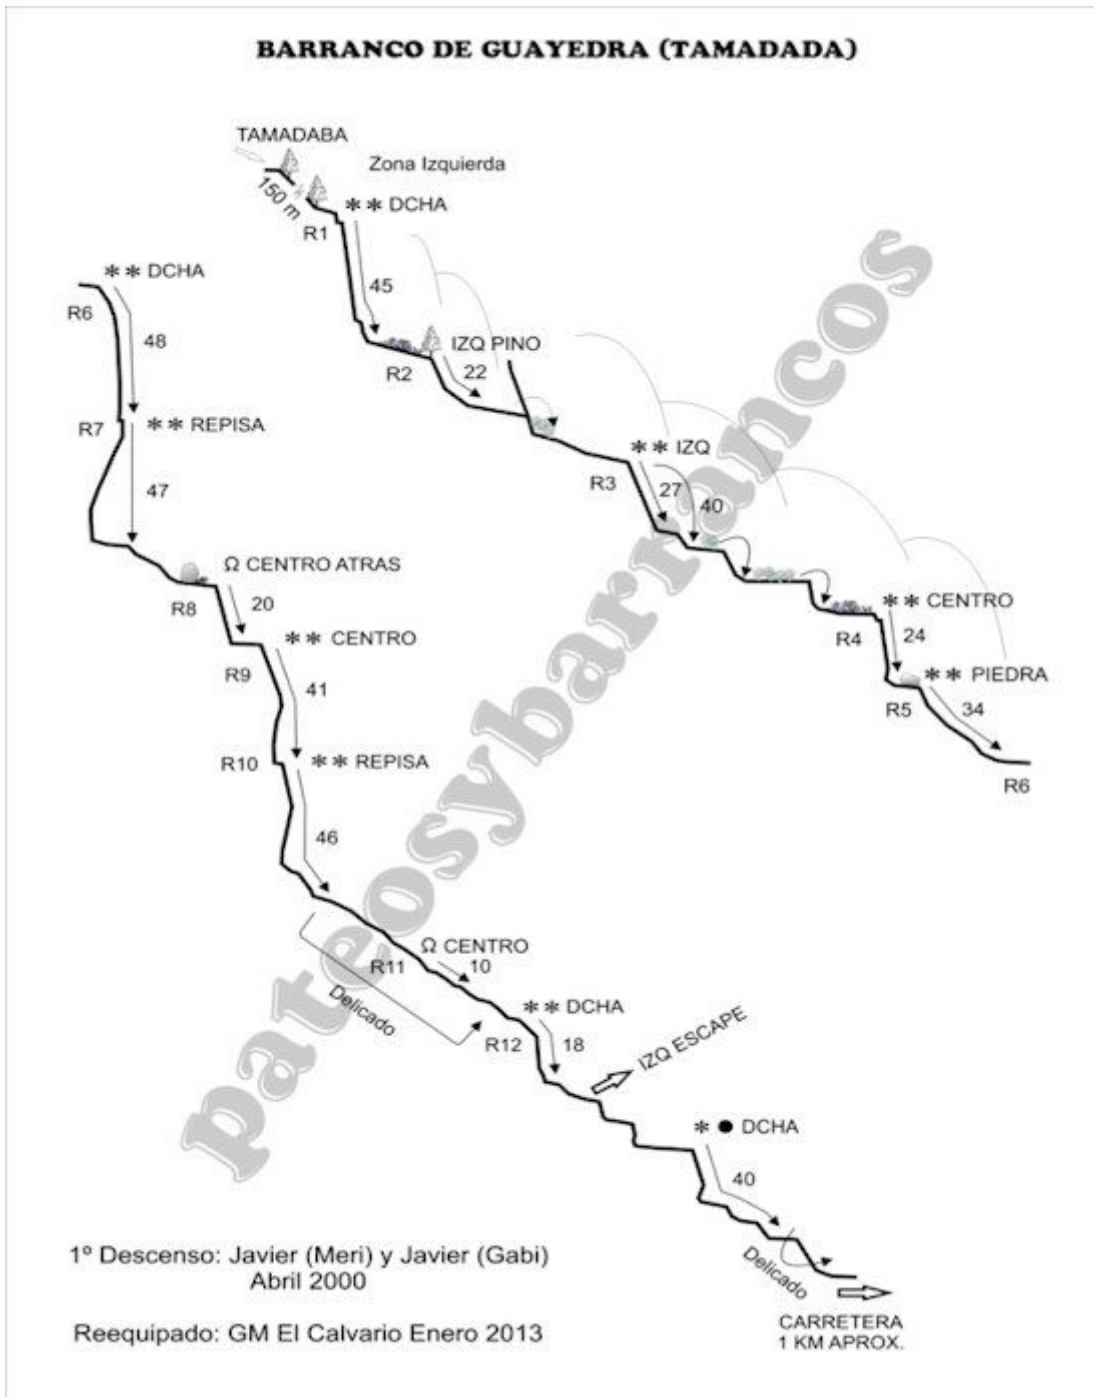 BARRANCO DE GUAYEDRA (TAMADADA)
TAMADABA
Zona Izquierda
150 m
** DCHA
R1
45
IZQ PINO
R2
22
** IZQ
R3
27
40
** CENTRO
R4
24
** PIEDRA
R5
34
R6
** DCHA
R6
48
** REPISA
R7
47
Ω CENTRO ATRAS
R8
20
** CENTRO
R9
41
** REPISA
R10
46
Ω CENTRO
R11
10
Delicado
** DCHA
R12
18
IZQ ESCAPE
* ● DCHA
40
Delicado
CARRETERA
1 KM APROX.
1º Descenso: Javier (Meri) y Javier (Gabi)
Abril 2000
Reequipado: GM El Calvario Enero 2013
pateosybarrancos